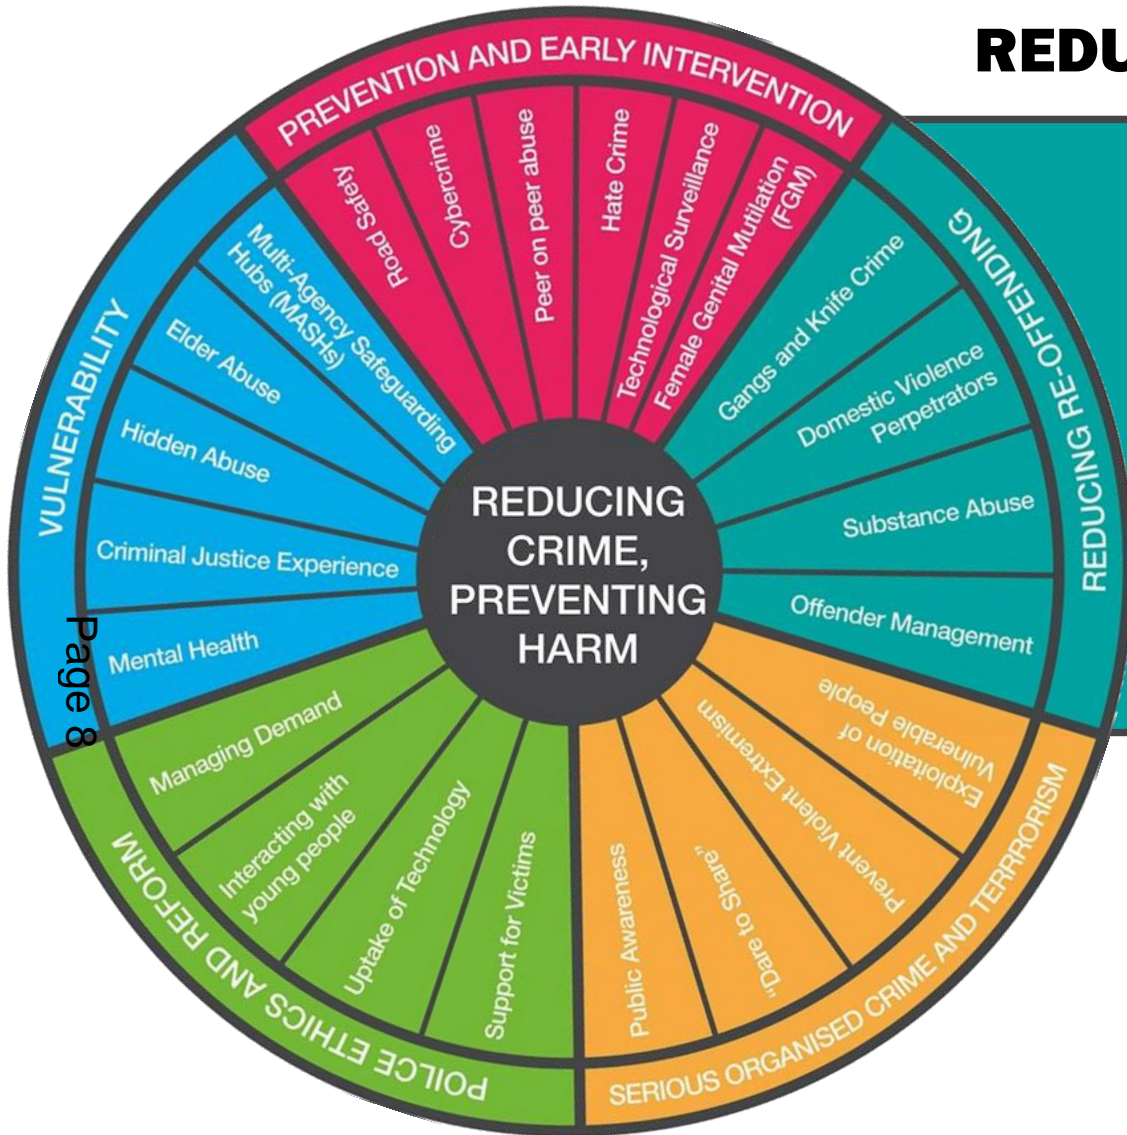 REDU
PREVENTION AND EARLY INTERVENTION
Road Safety
Cybercrime
Peer on peer abuse
Hate Crime
Technological Surveillance
Female Genital Mutilation
(FGM)
REDUCING RE-OFFENDING
Gangs and Knife Crime
Domestic Violence
Perpetrators
Substance Abuse
Offender Management
SERIOUS ORGANISED CRIME AND TERRRORISM
Exploitation of
Vulnerable People
Prevent Violent Extremism
"Dare to Share"
Public Awareness
POILCE ETHICS AND REFORM
Support for Victims
Uptake of Technology
Interacting with
young people
Managing Demand
VULNERABILITY
Mental Health
Criminal Justice Experience
Hidden Abuse
Elder Abuse
Multi-Agency Safeguarding
Hubs (MASHs)
REDUCING
CRIME,
PREVENTING
HARM
Page 8